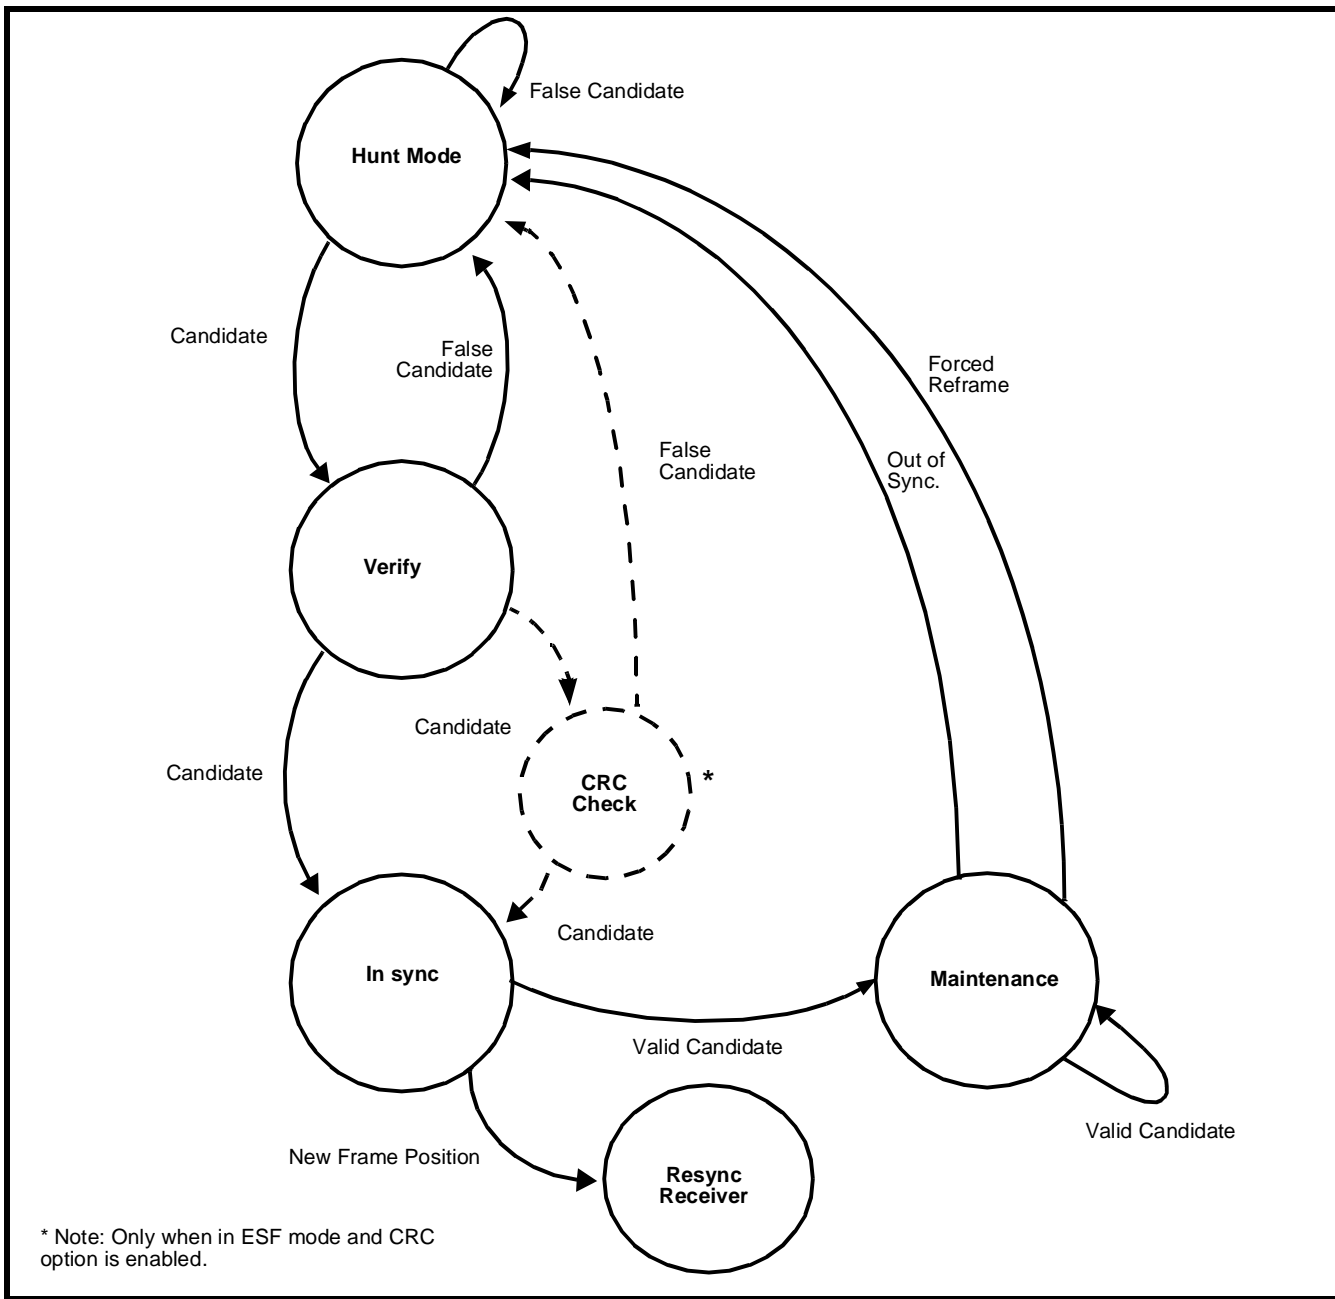 False Candidate
Hunt Mode
Candidate
False
Candidate
Forced
Reframe
False
Candidate
Out of
Sync.
Verify
Candidate
Candidate
CRC
Check
*
Candidate
In sync
Maintenance
Valid Candidate
Valid Candidate
New Frame Position
Resync
Receiver
* Note: Only when in ESF mode and CRC
option is enabled.